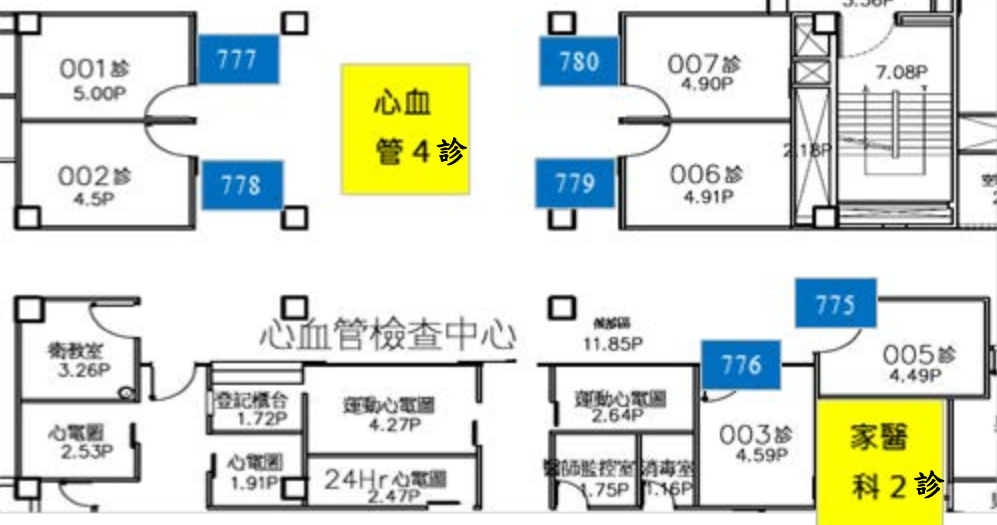 3.36P
001診
5.00P
777
心血
管4診
780
007診
4.90P
7.08P
002診
4.5P
778
779
006診
4.91P
2.18P
775
衛教室
3.26P
心血管檢查中心
候診區
11.85P
776
005診
4.49P
登記櫃台
1.72P
運動心電圖
4.27P
運動心電圖
2.64P
003診
4.59P
家醫
科2診
心電圖
2.53P
心電圖
1.91P
24Hr心電圖
2.47P
醫師監控室
1.75P
消毒室
1.16P